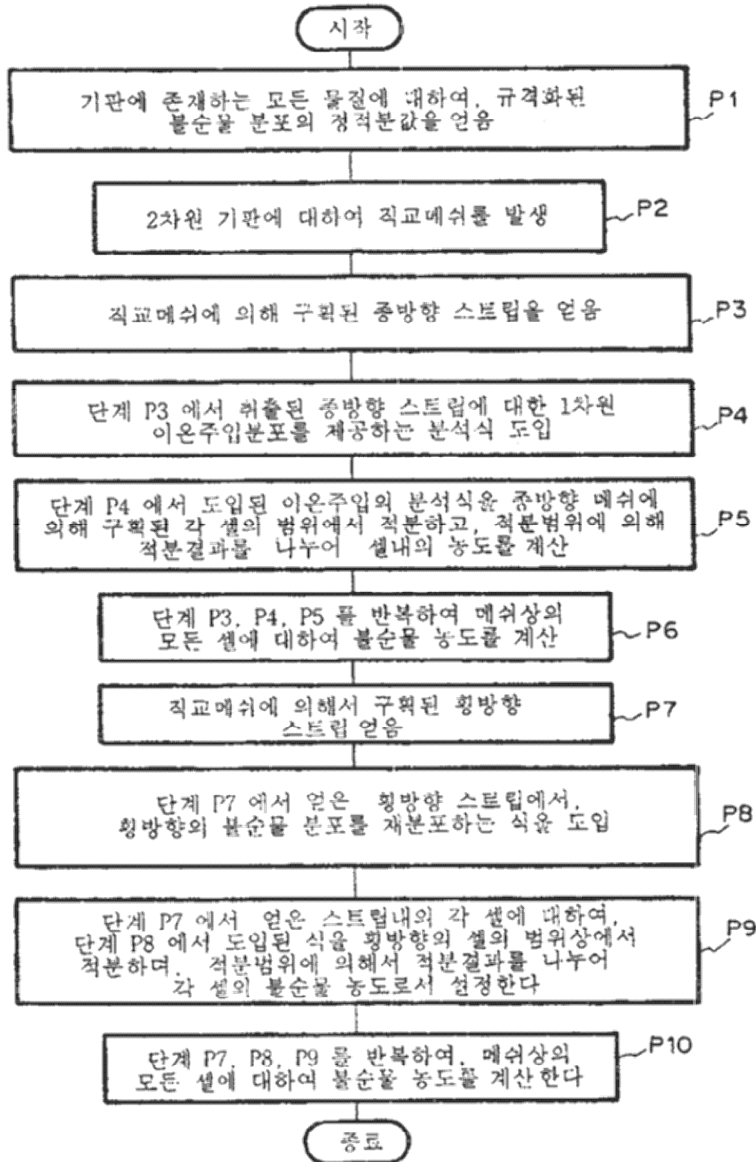 시작
기판에 존재하는 모든 물질에 대하여, 규격화된
불순물 분포의 정적분값을 얻음
P1
2차원 기판에 대하여 직교메쉬를 발생
P2
직교메쉬에 의해 구획된 종방향 스트립을 얻음
P3
단계 P3 에서 취출된 종방향 스트립에 대한 1차원
이온주입분포를 제공하는 분석식 도입
P4
단계 P4 에서 도입된 이온주입의 분석식을 종방향 메쉬에
의해 구획된 각 셀의 범위에서 적분하고, 적분범위에 의해
적분결과를 나누어 셀내의 농도를 계산
P5
단계 P3, P4, P5 를 반복하여 메쉬상의
모든 셀에 대하여 불순물 농도를 계산
P6
직교메쉬에 의해서 구획된 횡방향
스트립 얻음
P7
단계 P7 에서 얻은 횡방향 스트립에서,
횡방향의 불순물 분포를 재분포하는 식을 도입
P8
단계 P7 에서 얻은 스트립내의 각 셀에 대하여,
단계 P8 에서 도입된 식을 횡방향의 셀의 범위상에서
적분하며, 적분범위에 의해서 적분결과를 나누어
각 셀의 불순물 농도로서 설정한다
P9
단계 P7, P8, P9 를 반복하여, 메쉬상의
모든 셀에 대하여 불순물 농도를 계산한다
P10
종료